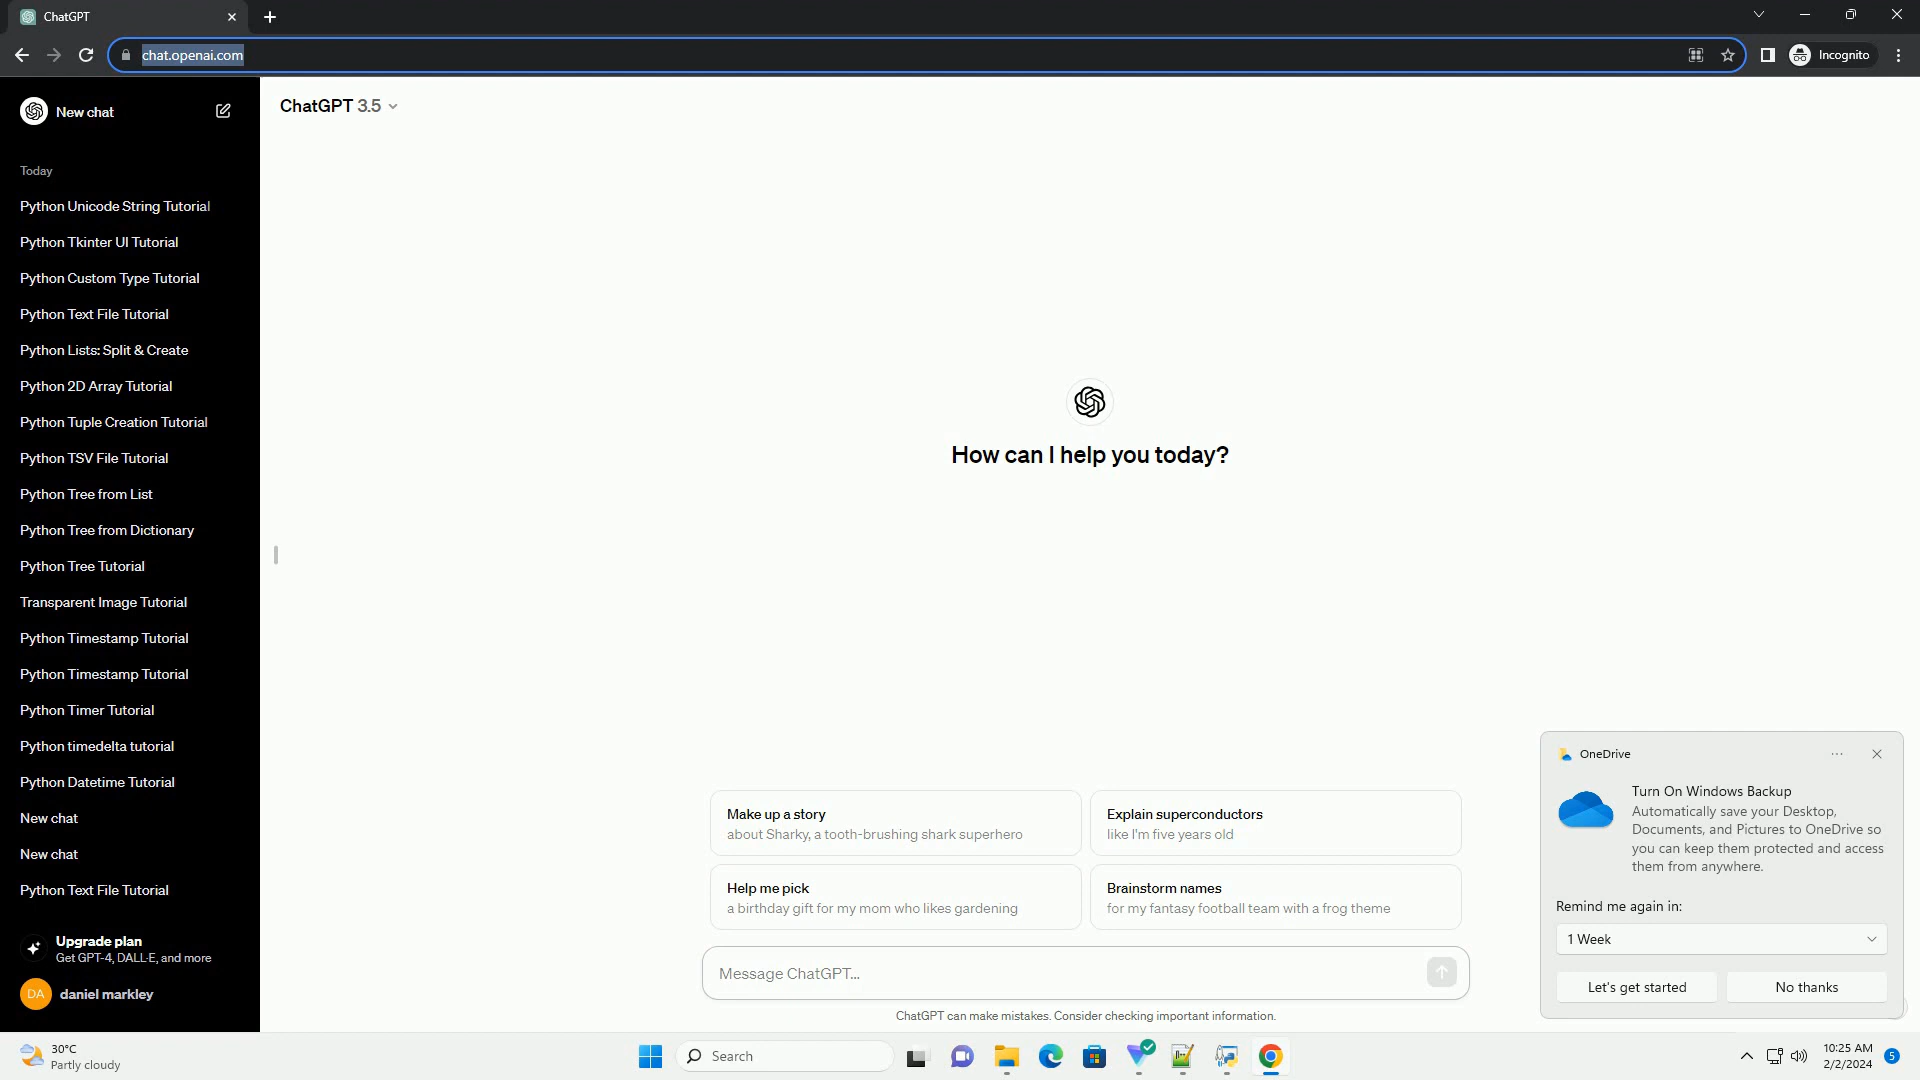 ChatGPT
chat.openai.com
Incognito
New chat
ChatGPT 3.5
Today
Python Unicode String Tutorial
Python Tkinter UI Tutorial
Python Custom Type Tutorial
Python Text File Tutorial
Python Lists: Split & Create
Python 2D Array Tutorial
Python Tuple Creation Tutorial
Python TSV File Tutorial
Python Tree from List
Python Tree from Dictionary
Python Tree Tutorial
Transparent Image Tutorial
Python Timestamp Tutorial
Python Timestamp Tutorial
Python Timer Tutorial
Python timedelta tutorial
Python Datetime Tutorial
New chat
New chat
Python Text File Tutorial
Upgrade plan
Get GPT-4, DALL·E, and more
DA
daniel markley
How can I help you today?
Make up a story
about Sharky, a tooth-brushing shark superhero
Explain superconductors
like I'm five years old
Help me pick
a birthday gift for my mom who likes gardening
Brainstorm names
for my fantasy football team with a frog theme
Message ChatGPT...
ChatGPT can make mistakes. Consider checking important information.
OneDrive
Turn On Windows Backup
Automatically save your Desktop,
Documents, and Pictures to OneDrive so
you can keep them protected and access
them from anywhere.
Remind me again in:
1 Week
Let's get started
No thanks
30°C
Partly cloudy
Search
10:25 AM
2/2/2024
5